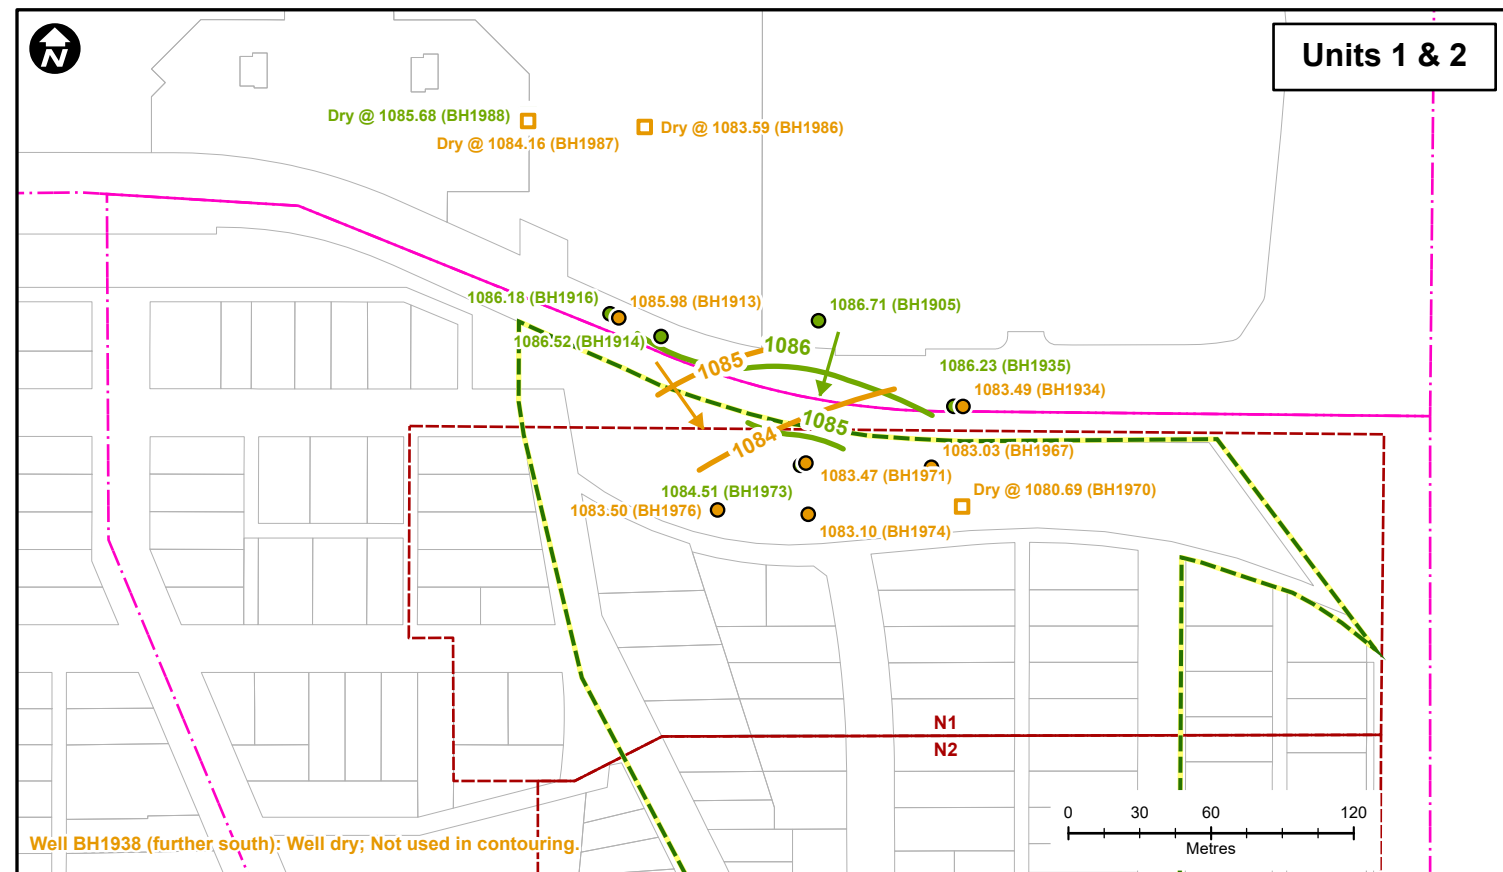 N
Units 1 & 2
Dry @ 1085.68 (BH1988)
Dry @ 1084.16 (BH1987)
Dry @ 1083.59 (BH1986)
1086.18 (BH1916)
1085.98 (BH1913)
1086.71 (BH1905)
1086.52 (BH1914)
1086
1085
1086.23 (BH1935)
1083.49 (BH1934)
1085
1084
1083.03 (BH1967)
1083.47 (BH1971)
1084.51 (BH1973)
Dry @ 1080.69 (BH1970)
1083.50 (BH1976)
1083.10 (BH1974)
N1
N2
0 30 60 120
Metres
Well BH1938 (further south): Well dry; Not used in contouring.